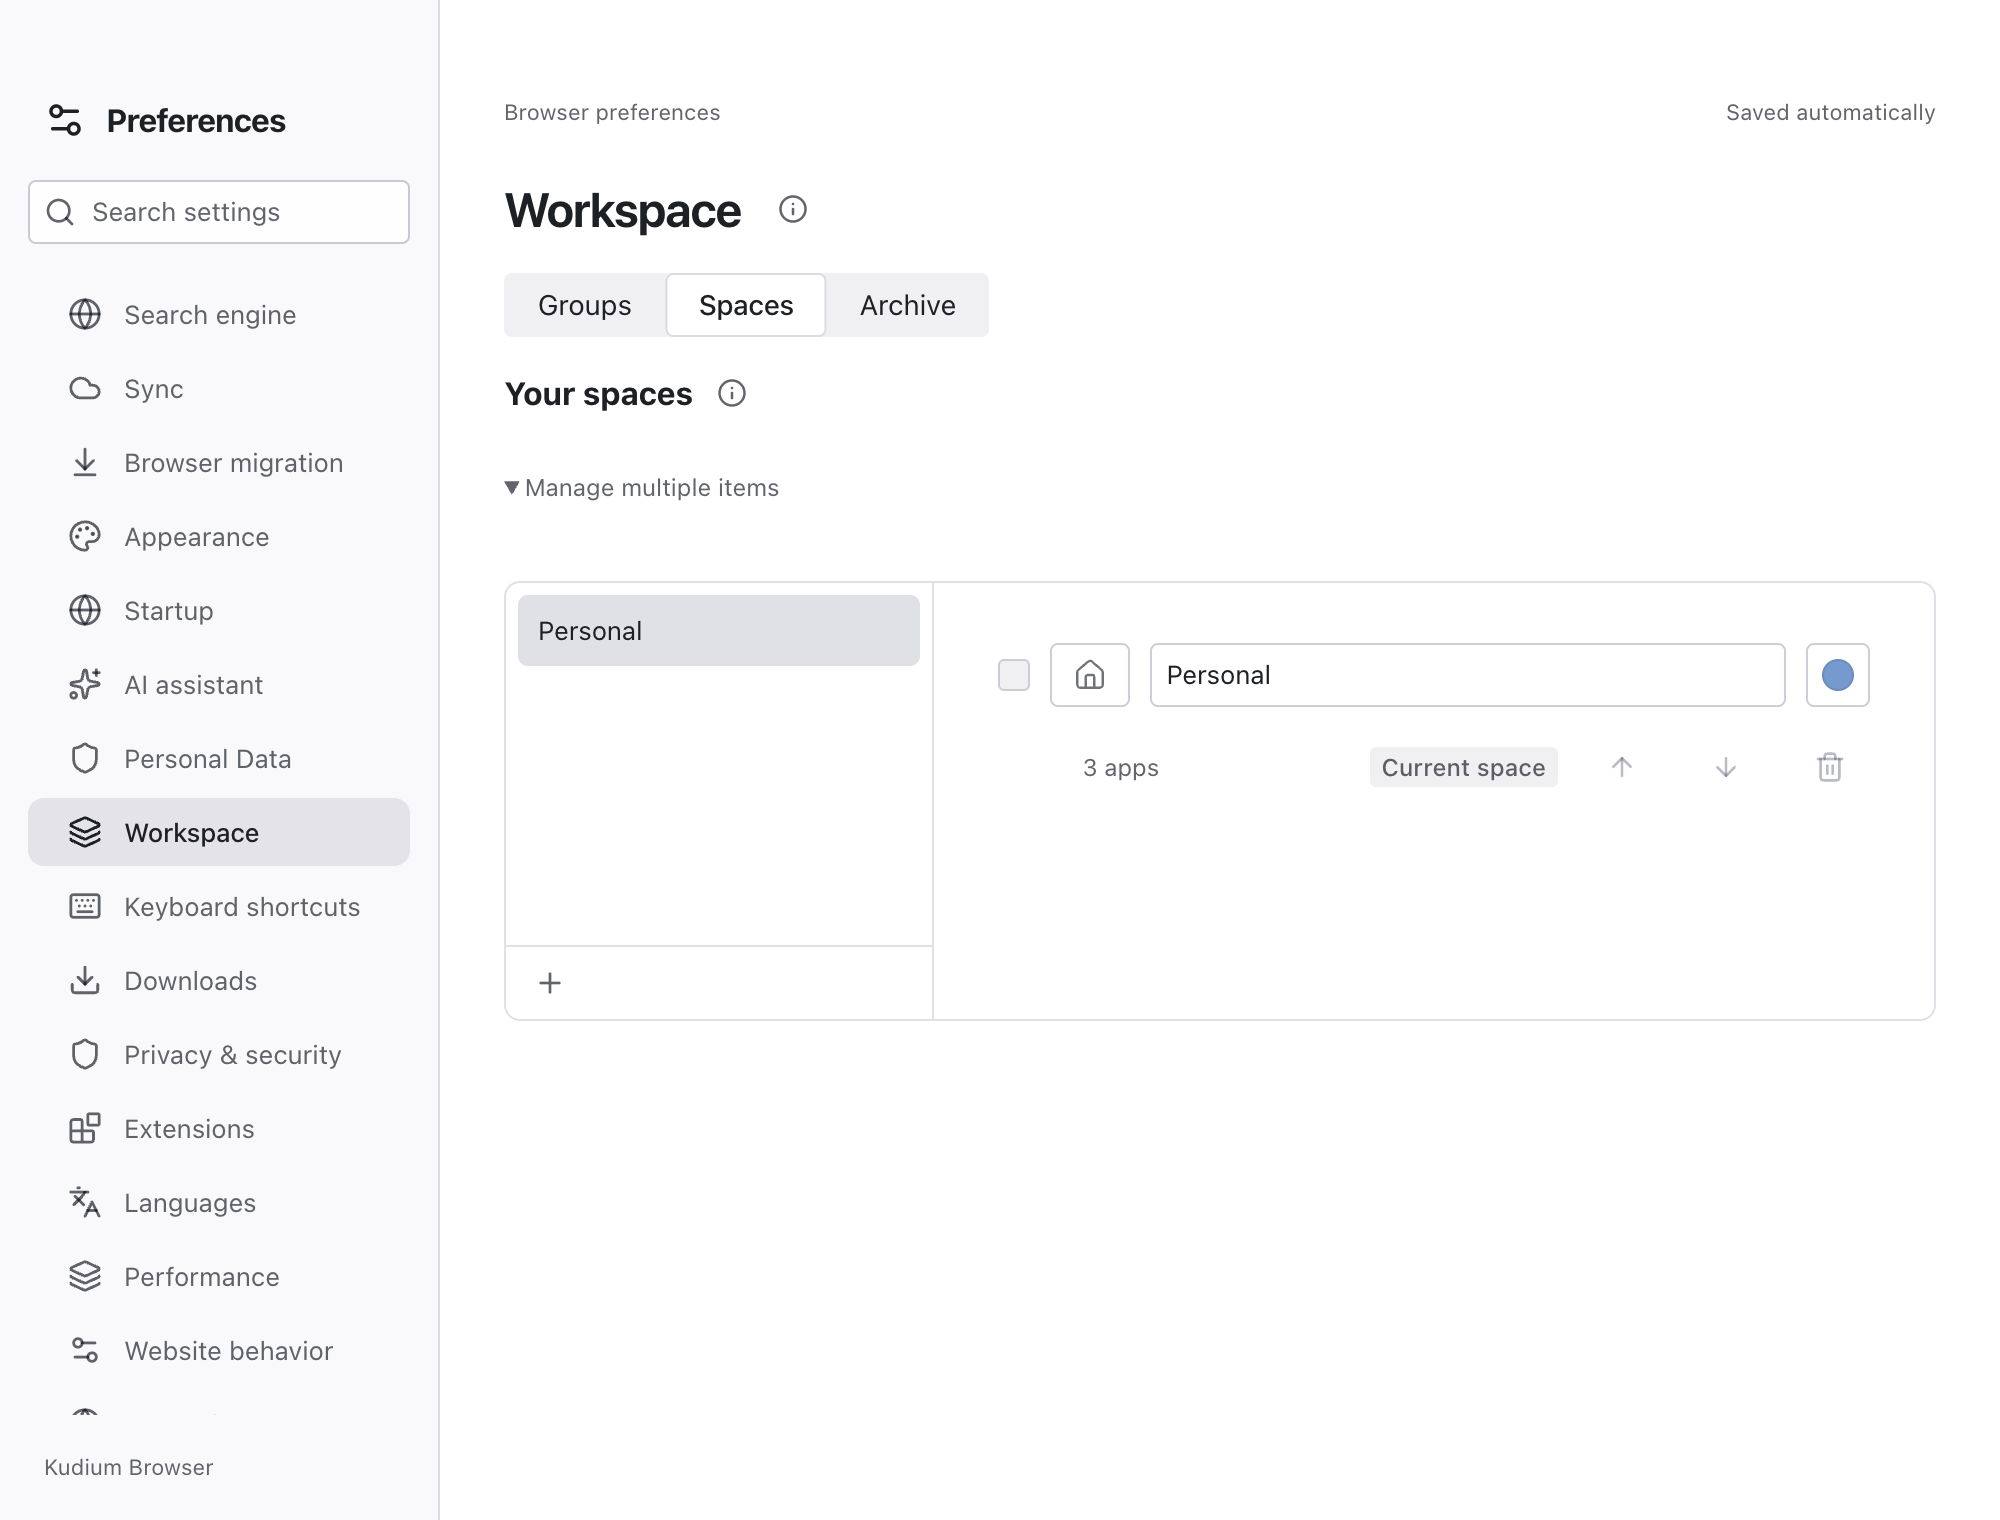 Preferences
Search settings
Search engine
Sync
Browser migration
Appearance
Startup
AI assistant
Personal Data
Workspace
Keyboard shortcuts
Downloads
Privacy & security
Extensions
Languages
Performance
Website behavior
Kudium Browser
Browser preferences
Saved automatically
Workspace
Groups Spaces Archive
Your spaces
Manage multiple items
Personal
Personal
3 apps
Current space